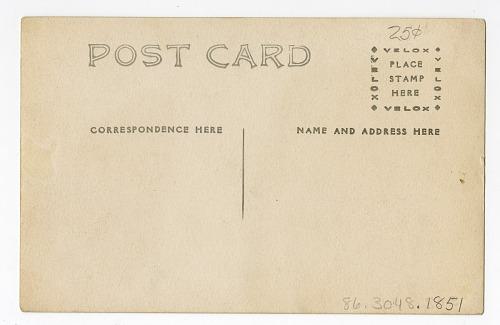 25¢
POST CARD
VELOX
VELOX
PLACE
STAMP
HERE
VELOX
VELOX
CORRESPONDENCE HERE
NAME AND ADDRESS HERE
86.3048.1851